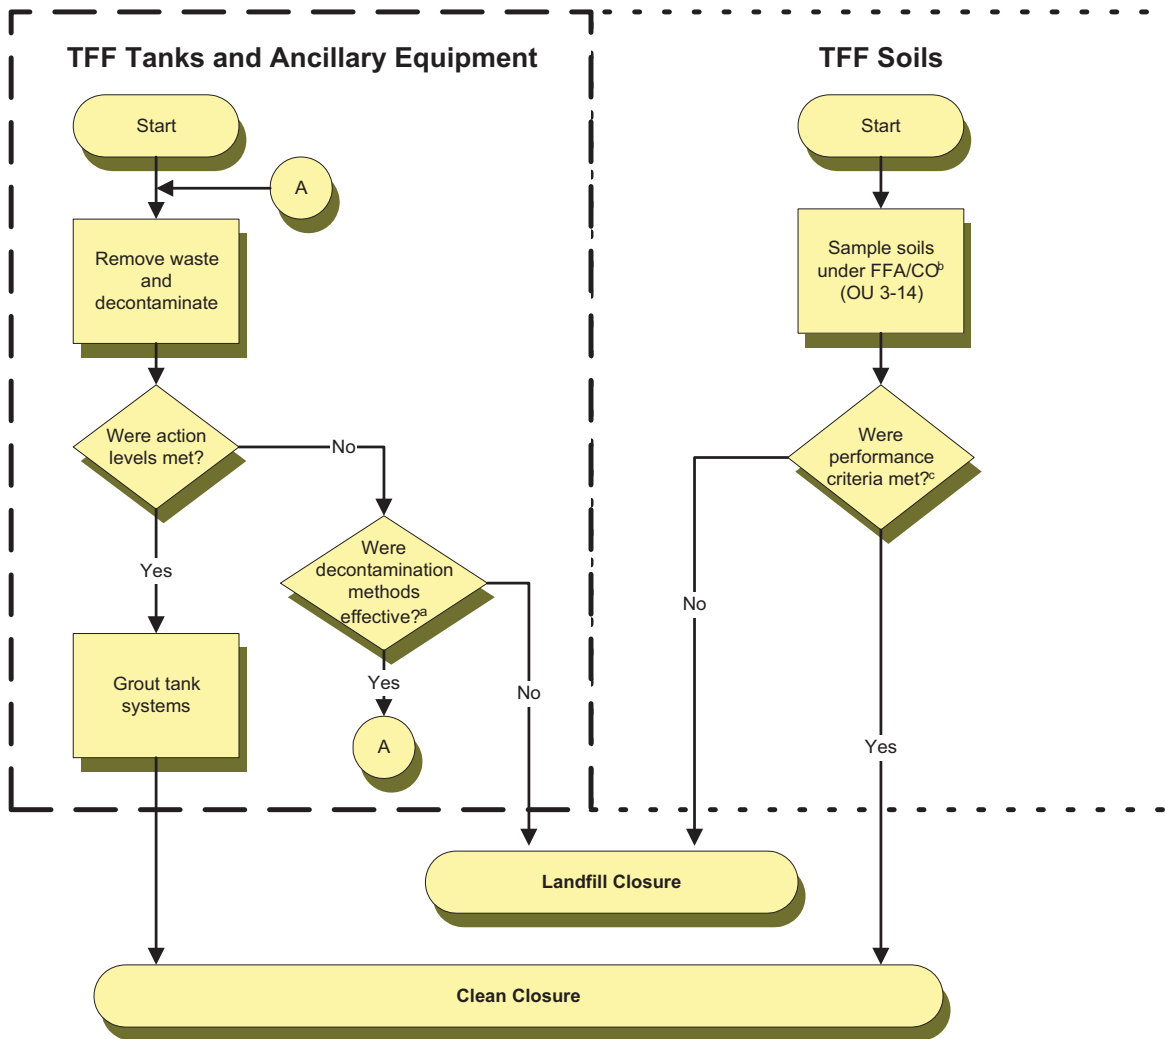 TFF Tanks and Ancillary Equipment
Start
A
Remove waste
and
decontaminate
Were action
levels met?
No
Yes
Were
decontamination
methods
effective?ᵃ
Grout tank
systems
Yes
No
A
TFF Soils
Start
Sample soils
under FFA/COᵇ
(OU 3-14)
Were
performance
criteria met?ᶜ
No
Yes
Landfill Closure
Clean Closure